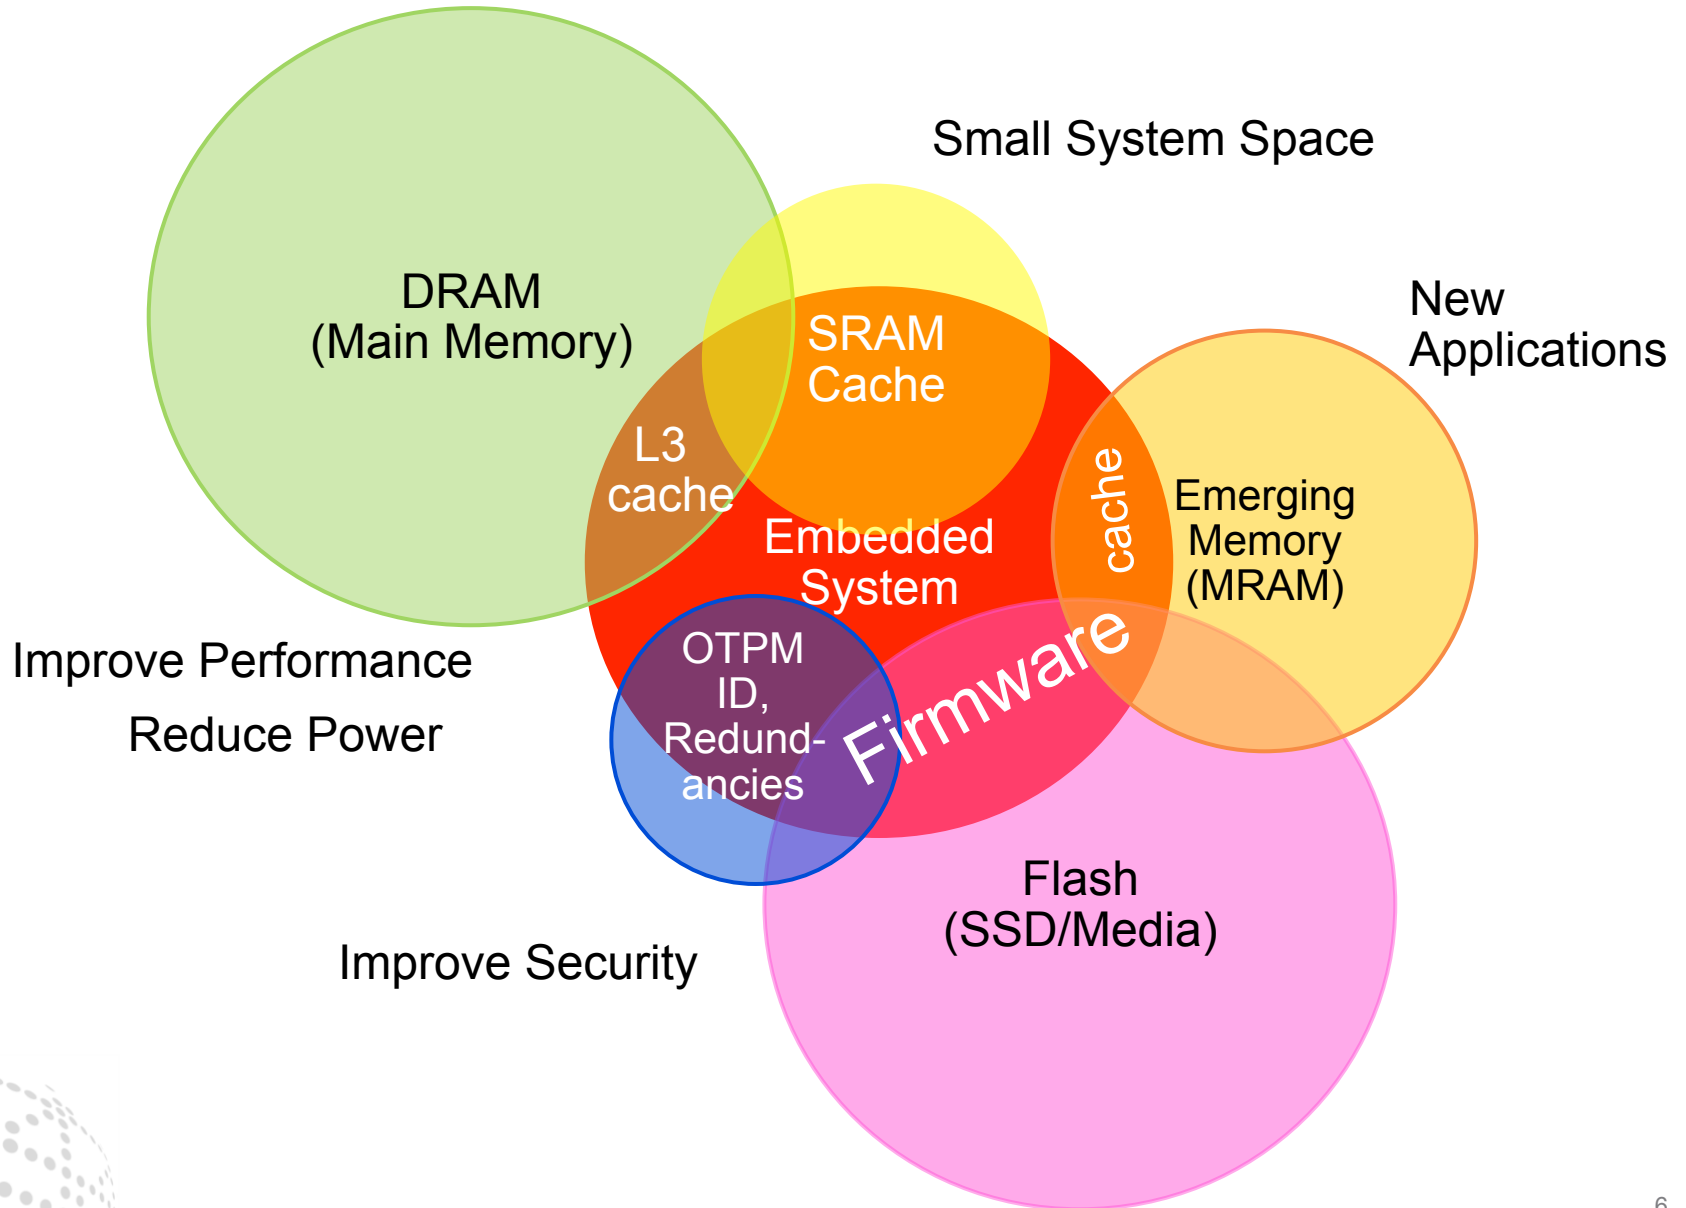 Small System Space
DRAM
(Main Memory)
SRAM
Cache
New
Applications
L3
cache
cache
Emerging
Memory
(MRAM)
Embedded
System
Firmware
OTPM
ID,
Redund-
ancies
Improve Performance
Reduce Power
Flash
(SSD/Media)
Improve Security
6